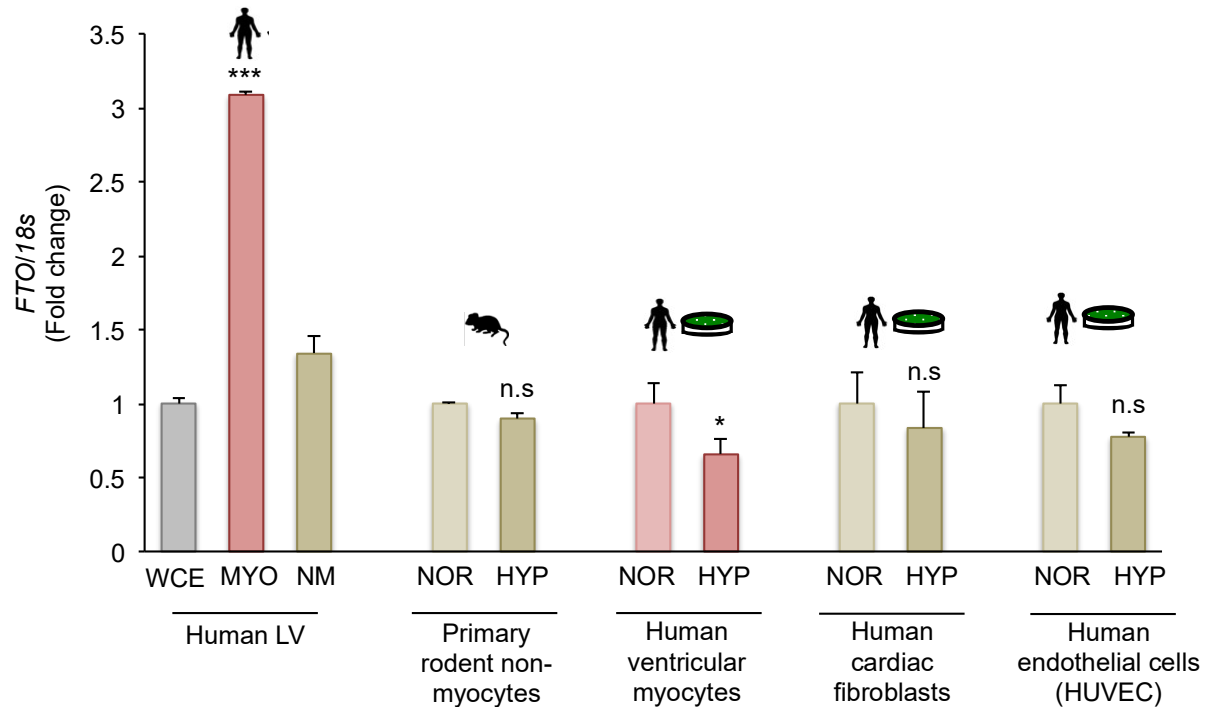 3.5
3
2.5
2
1.5
1
0.5
0
FTO/18s
(Fold change)
***
n.s
*
n.s
n.s
WCE MYO NM NOR HYP NOR HYP NOR HYP NOR HYP
Human LV
Primary
rodent non-
myocytes
Human
ventricular
myocytes
Human
cardiac
fibroblasts
Human
endothelial cells
(HUVEC)